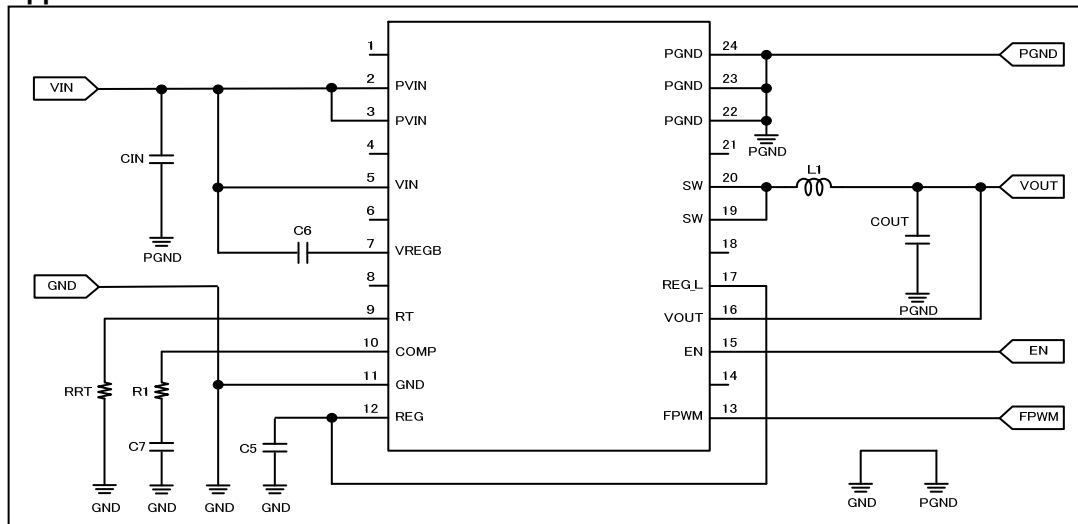 1
PGND 24 PGND
VIN 2 PVIN
PGND 23
3 PVIN
PGND 22
CIN
4
21
PGND
L1
5 VIN
SW 20
VOUT
6
SW 19
COUT
C6
7 VREGB
18
PGND
8
REG_L 17
GND
PGND
9 RT
VOUT 16
10 COMP
EN 15 EN
RRT R1
11 GND
14
12 REG
FPWM 13 FPWM
C7 C5
GND GND GND GND
GND PGND